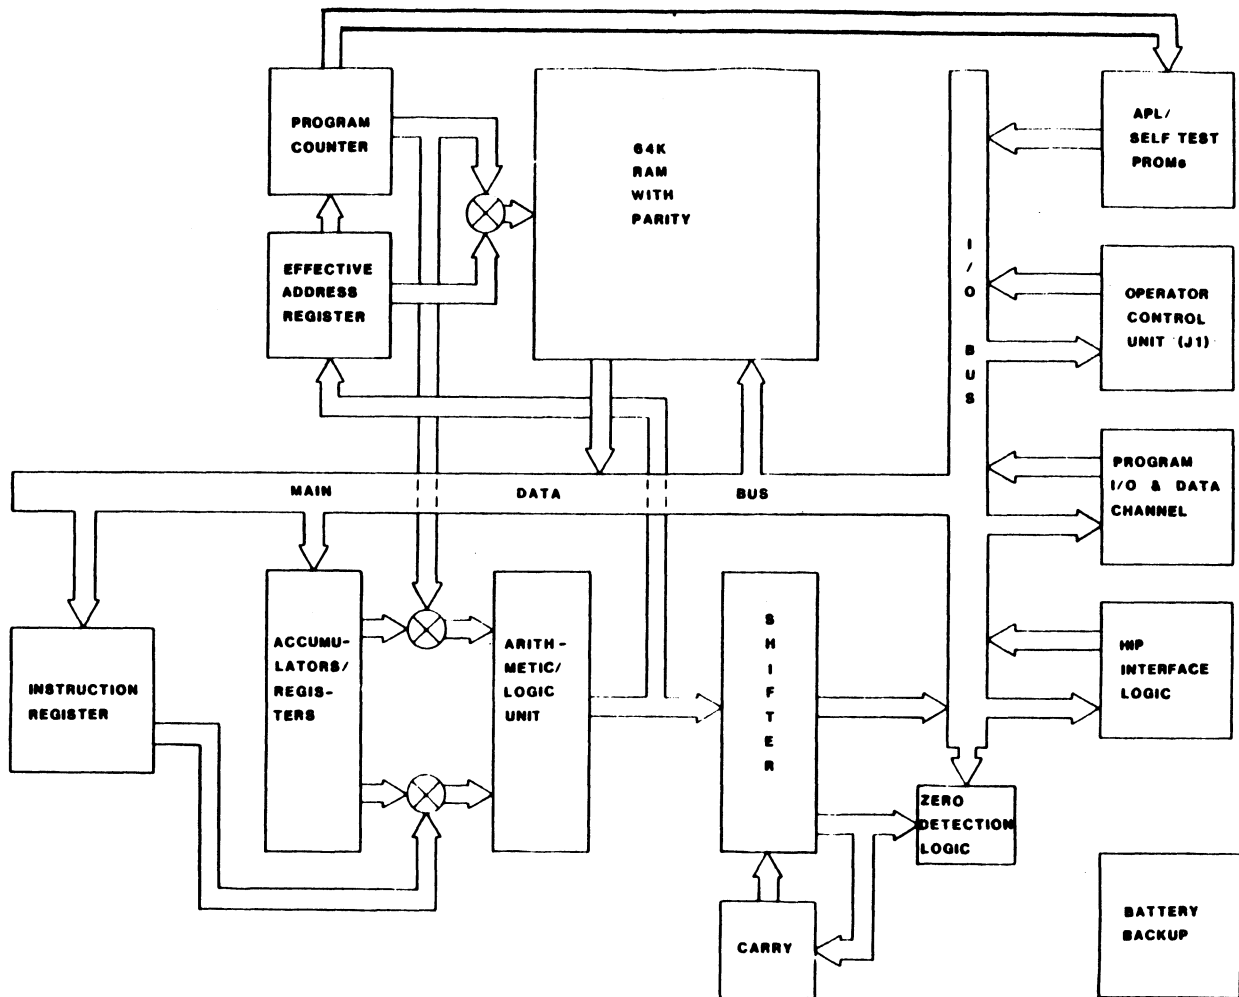 PROGRAM
COUNTER
64K
RAM
WITH
PARITY
APL/
SELF TEST
PROMs
EFFECTIVE
ADDRESS
REGISTER
I/O BUS
OPERATOR
CONTROL
UNIT (J1)
PROGRAM
I/O & DATA
CHANNEL
MAIN DATA BUS
INSTRUCTION
REGISTER
ACCUMU-
LATORS/
REGIS-
TERS
ARITH-
METIC/
LOGIC
UNIT
SHIFTER
HIP
INTERFACE
LOGIC
ZERO
DETECTION
LOGIC
CARRY
BATTERY
BACKUP